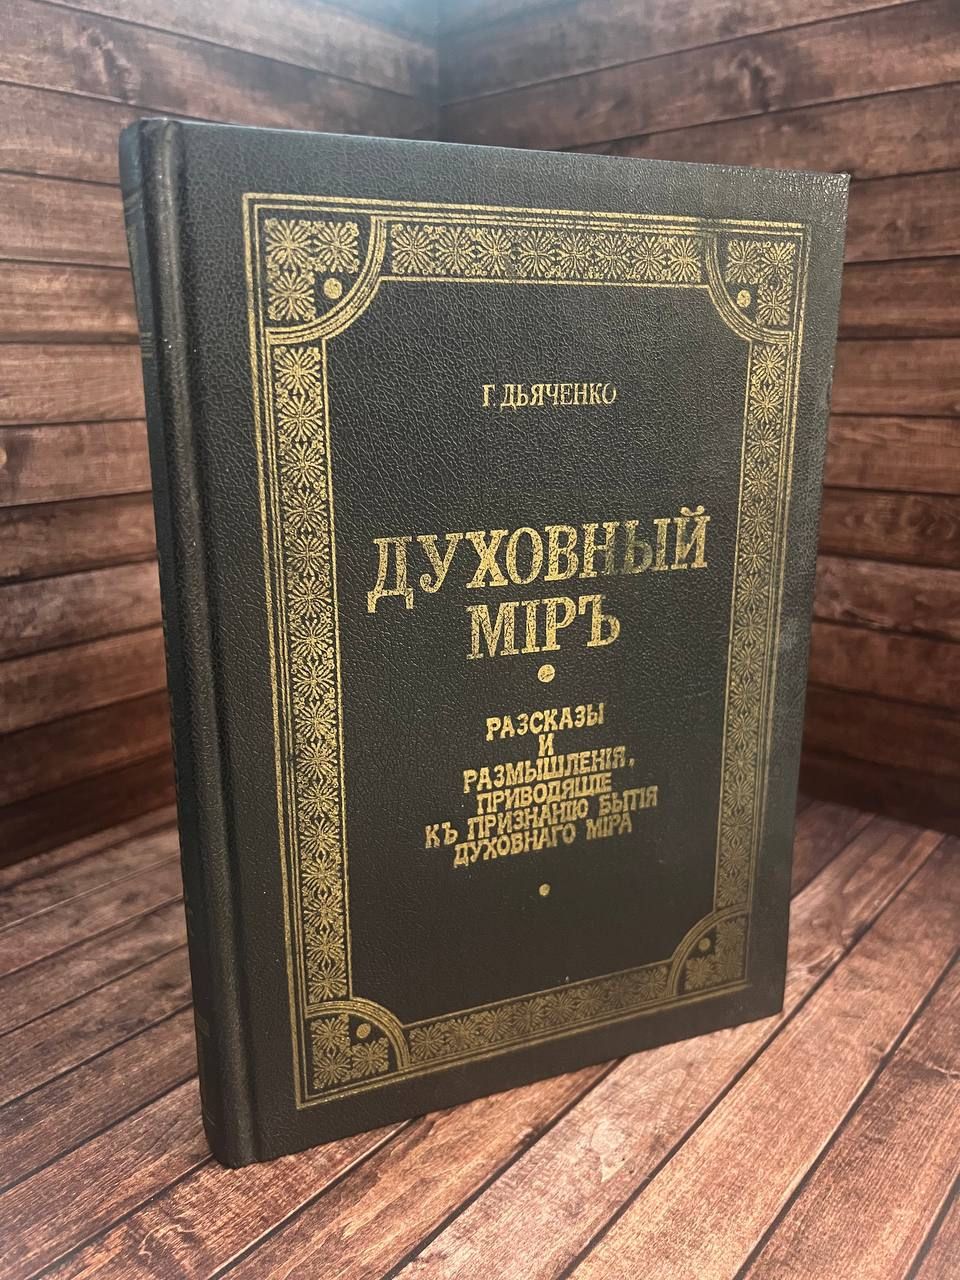 Г. ДЬЯЧЕНКО
ДУХОВНЫЙ
МІРЪ
РАЗСКАЗЫ
И
РАЗМЫШЛЕНІЯ,
ПРИВОДЯЩІЕ
КЪ ПРИЗНАНІЮ БЫТІЯ
ДУХОВНАГО МІРА